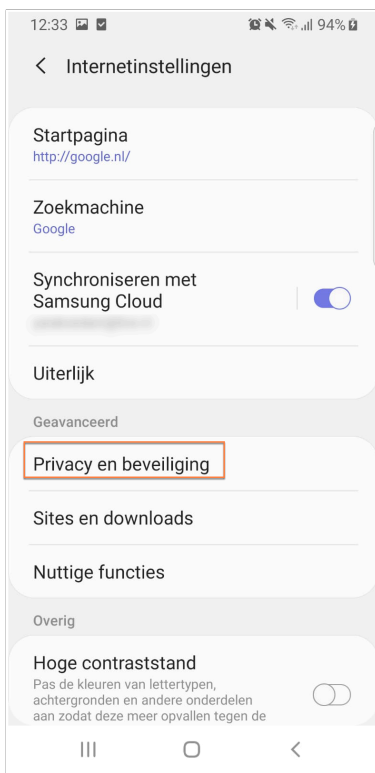 12:33 94%
Internetinstellingen
Startpagina
http://google.nl/
Zoekmachine
Google
Synchroniseren met
Samsung Cloud
Uiterlijk
Geavanceerd
Privacy en beveiliging
Sites en downloads
Nuttige functies
Overig
Hoge contraststand
Pas de kleuren van lettertypen,
achtergronden en andere onderdelen
aan zodat deze meer opvallen tegen de